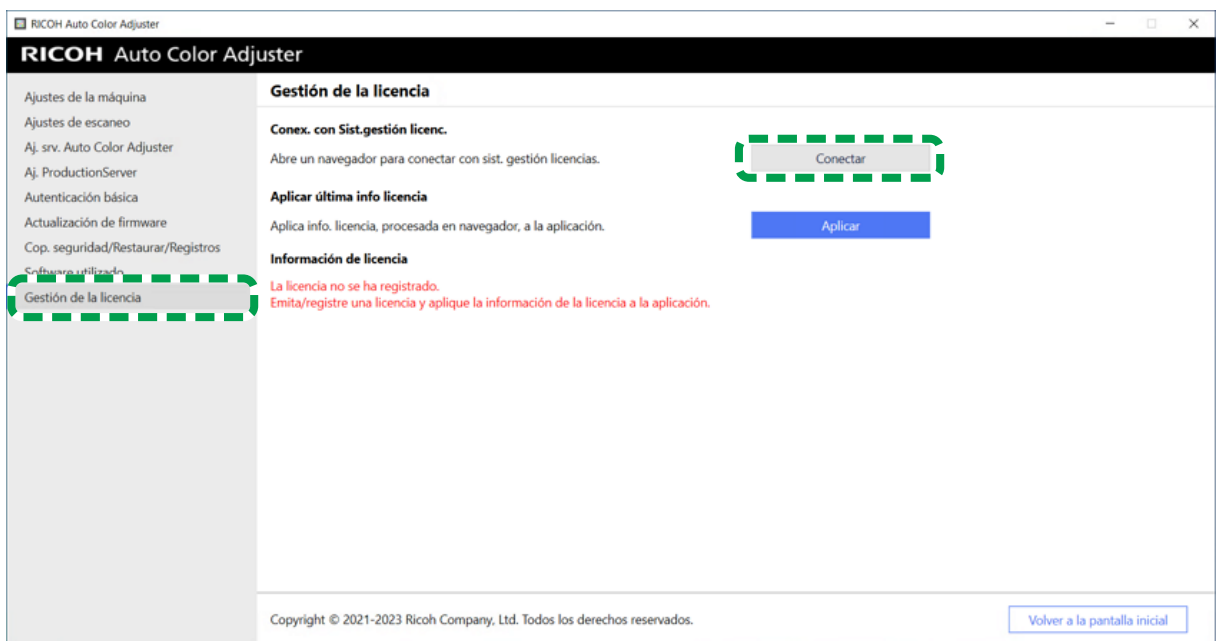 RICOH Auto Color Adjuster
RICOH Auto Color Adjuster
Ajustes de la máquina
Ajustes de escaneo
Aj. srv. Auto Color Adjuster
Aj. ProductionServer
Autenticación básica
Actualización de firmware
Cop. seguridad/Restaurar/Registros
Software utilizado
Gestión de la licencia
Gestión de la licencia
Conex. con Sist.gestión licenc.
Abre un navegador para conectar con sist. gestión licencias.
Conectar
Aplicar última info licencia
Aplica info. licencia, procesada en navegador, a la aplicación.
Aplicar
Información de licencia
La licencia no se ha registrado.
Emita/registre una licencia y aplique la información de la licencia a la aplicación.
Copyright © 2021-2023 Ricoh Company, Ltd. Todos los derechos reservados.
Volver a la pantalla inicial